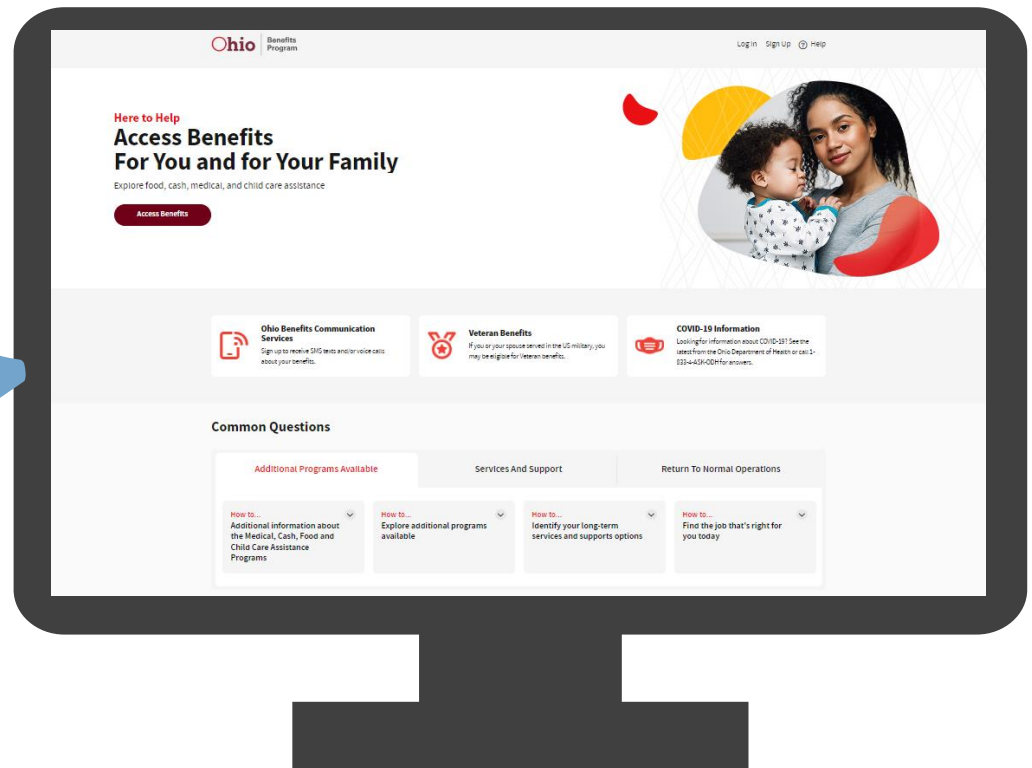 Ohio Benefits Program
Log In Sign Up ? Help
Here to Help
Access Benefits
For You and for Your Family
Explore food, cash, medical, and child care assistance
Access Benefits
Ohio Benefits Communication
Services
Sign up to receive SMS texts and/or voice calls
about your benefits.
Veteran Benefits
If you or your spouse served in the US military, you
may be eligible for Veteran benefits.
COVID-19 Information
Looking for information about COVID-19? See the
latest from the Ohio Department of Health or call 1-
833-4-ASK-ODH for answers.
Common Questions
Additional Programs Available
Services And Support
Return To Normal Operations
How to...
Additional information about
the Medical, Cash, Food and
Child Care Assistance
Programs
How to...
Explore additional programs
available
How to...
Identify your long-term
services and supports options
How to...
Find the job that's right for
you today